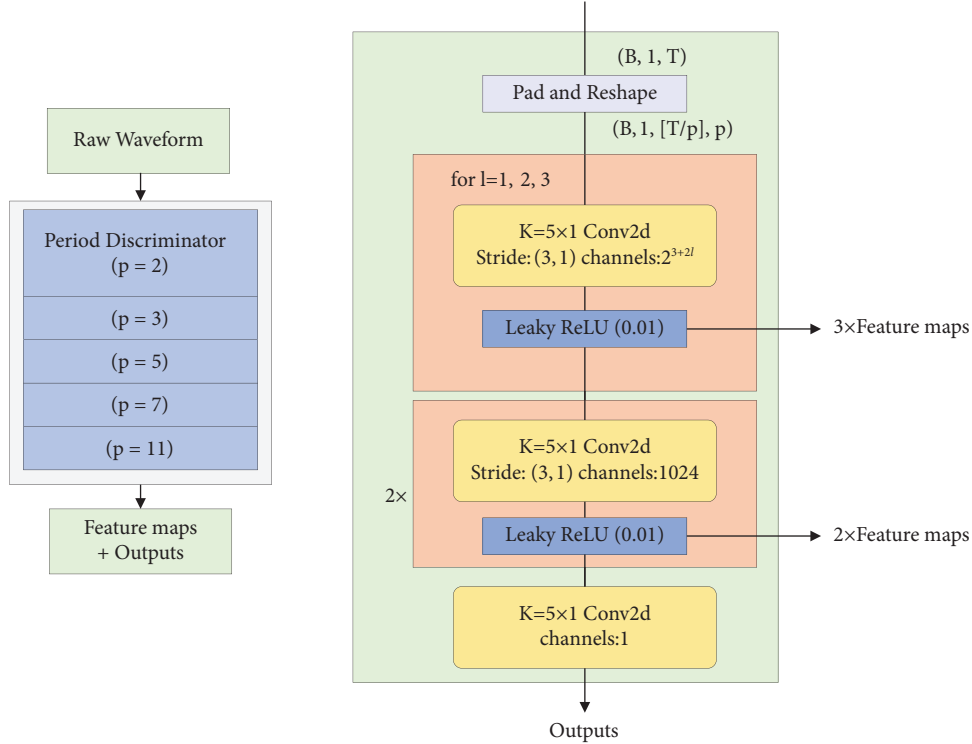 Raw Waveform
Period Discriminator
(p = 2)
(p = 3)
(p = 5)
(p = 7)
(p = 11)
Feature maps
+ Outputs
(B, 1, T)
Pad and Reshape
(B, 1, [T/p], p)
for l=1, 2, 3
K=5×1 Conv2d
Stride: (3, 1) channels:2³⁺²ˡ
Leaky ReLU (0.01)
3×Feature maps
2×
K=5×1 Conv2d
Stride: (3, 1) channels:1024
Leaky ReLU (0.01)
2×Feature maps
K=5×1 Conv2d
channels:1
Outputs